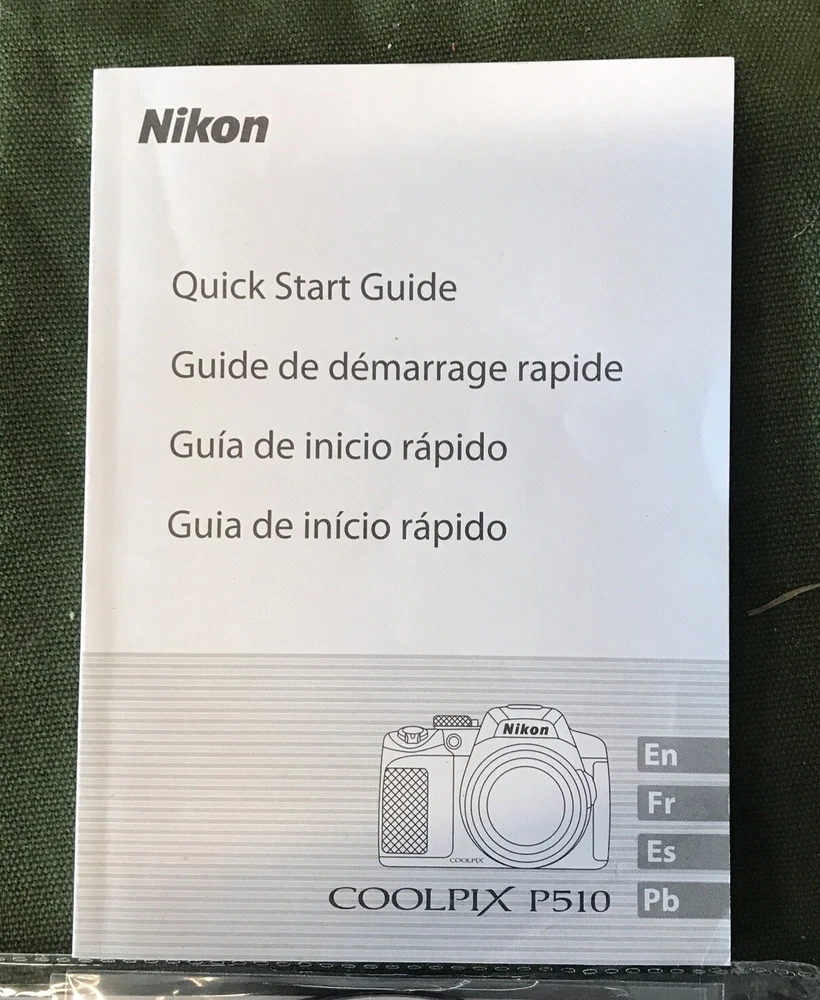 Nikon
Quick Start Guide
Guide de démarrage rapide
Guía de inicio rápido
Guia de início rápido
Nikon
En
Fr
Es
COOLPIX
COOLPIX P510
Pb